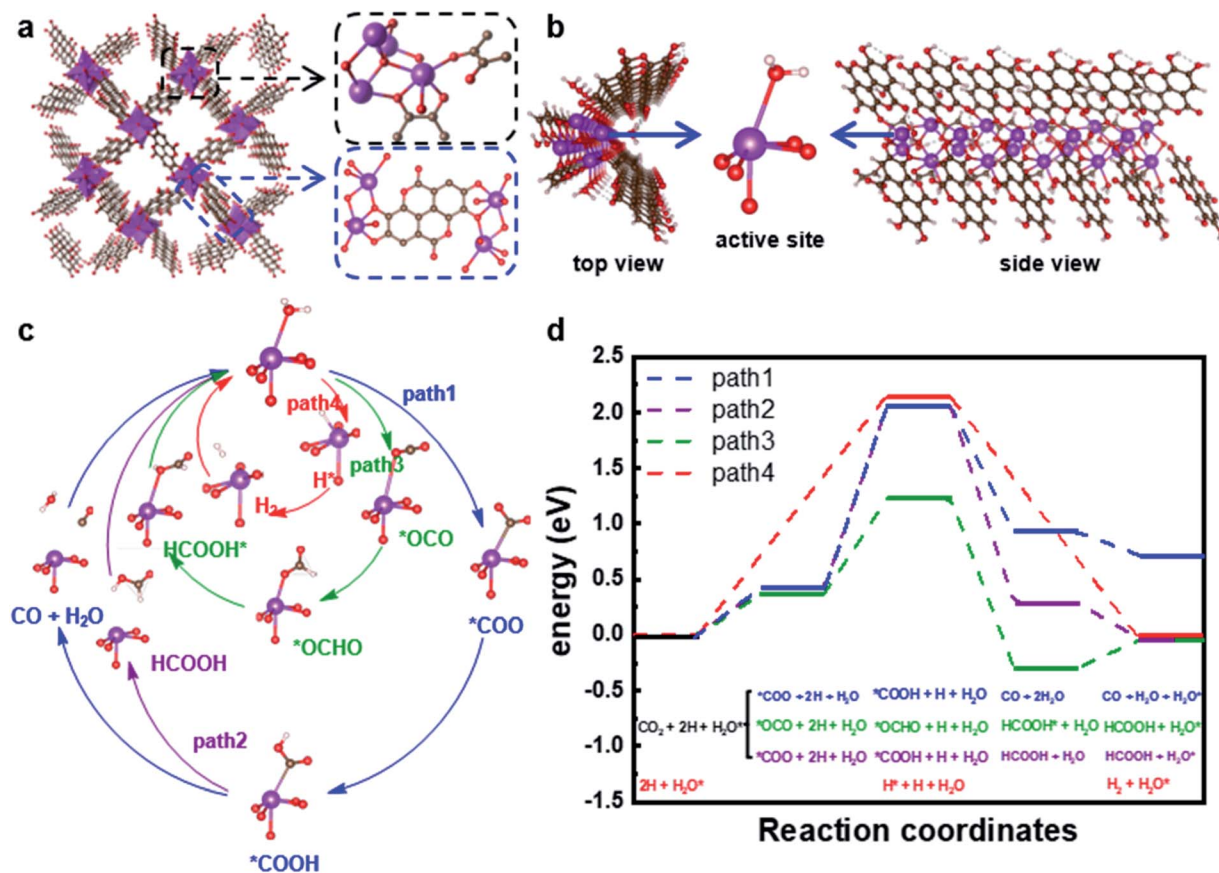 a
b
top view
active site
side view
c
path1
path4
path3
H*
H₂
*OCO
HCOOH*
*COO
CO + H₂O
*OCHO
HCOOH
path2
*COOH
d
path1
path2
path3
path4
2.5
2.0
1.5
1.0
0.5
0.0
-0.5
-1.0
-1.5
energy (eV)
*COO + 2H + H₂O *COOH + H + H₂O CO + 2H₂O CO + H₂O + H₂O*
CO₂ + 2H + H₂O* *OCO + 2H + H₂O *OCHO + H + H₂O HCOOH* + H₂O HCOOH + H₂O*
*COO + 2H + H₂O *COOH + H + H₂O HCOOH + H₂O HCOOH + H₂O*
2H + H₂O* H* + H + H₂O H₂ + H₂O*
Reaction coordinates